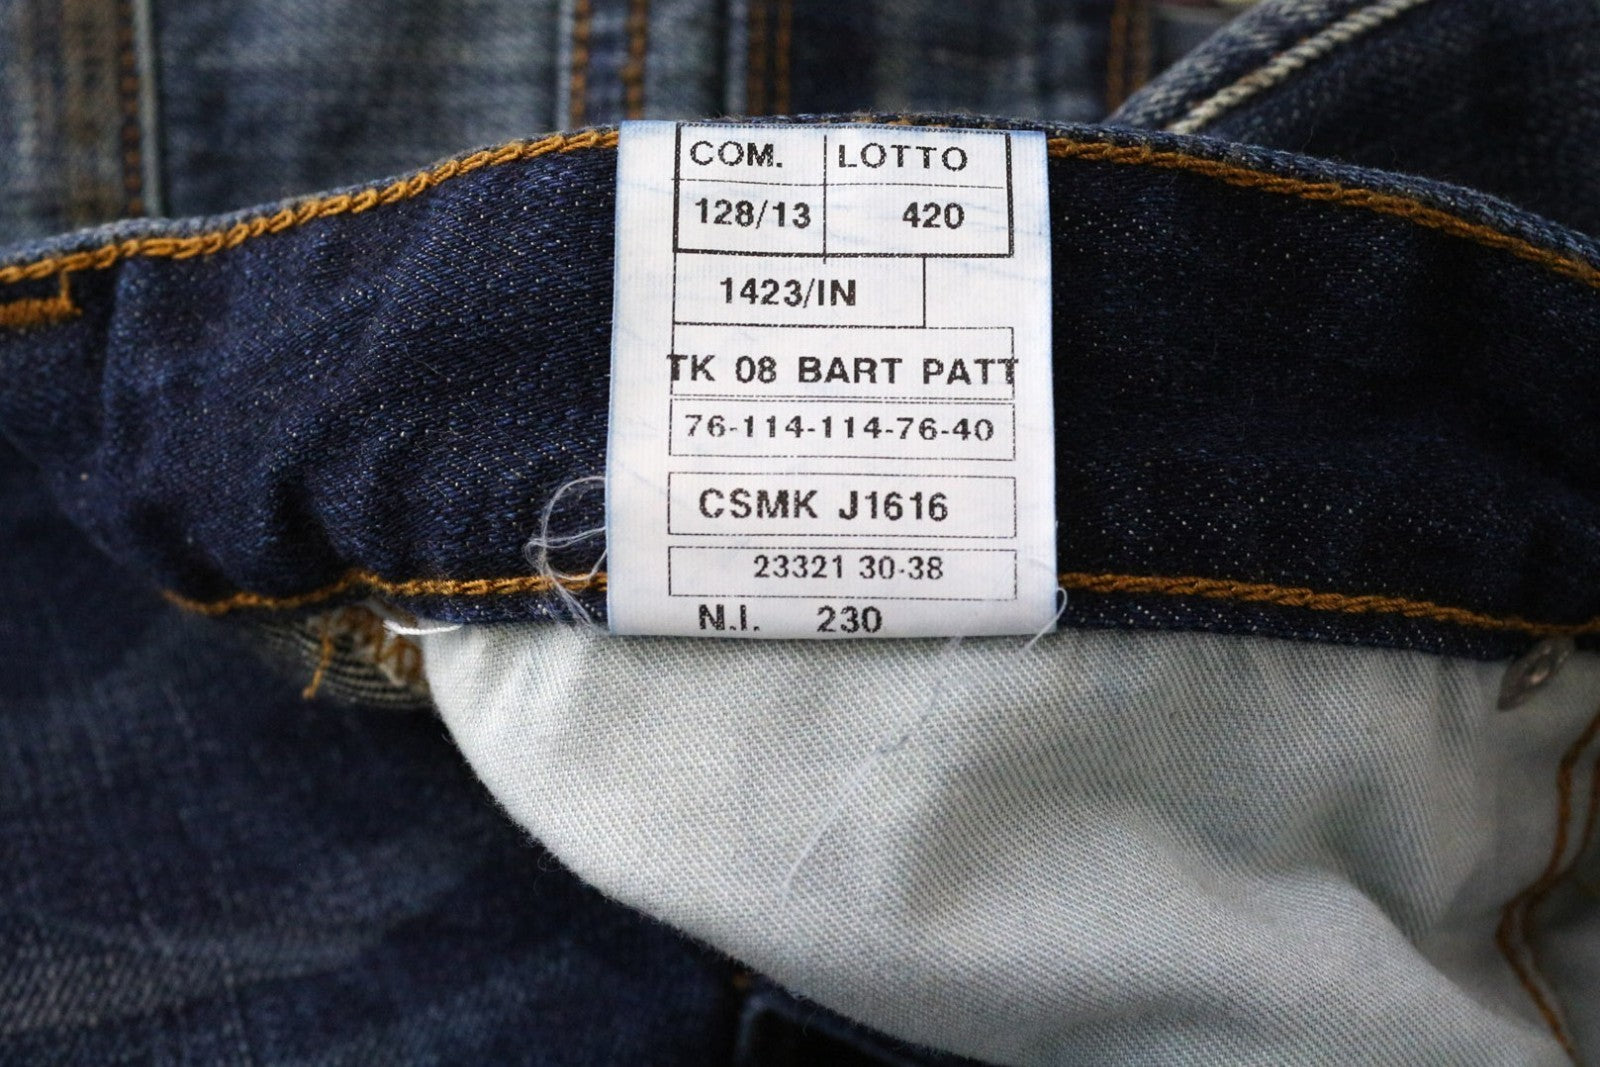 COM. LOTTO
128/13 420
1423/IN
TK 08 BART PATT
76-114-114-76-40
CSMK J1616
23321 30-38
N.I. 230